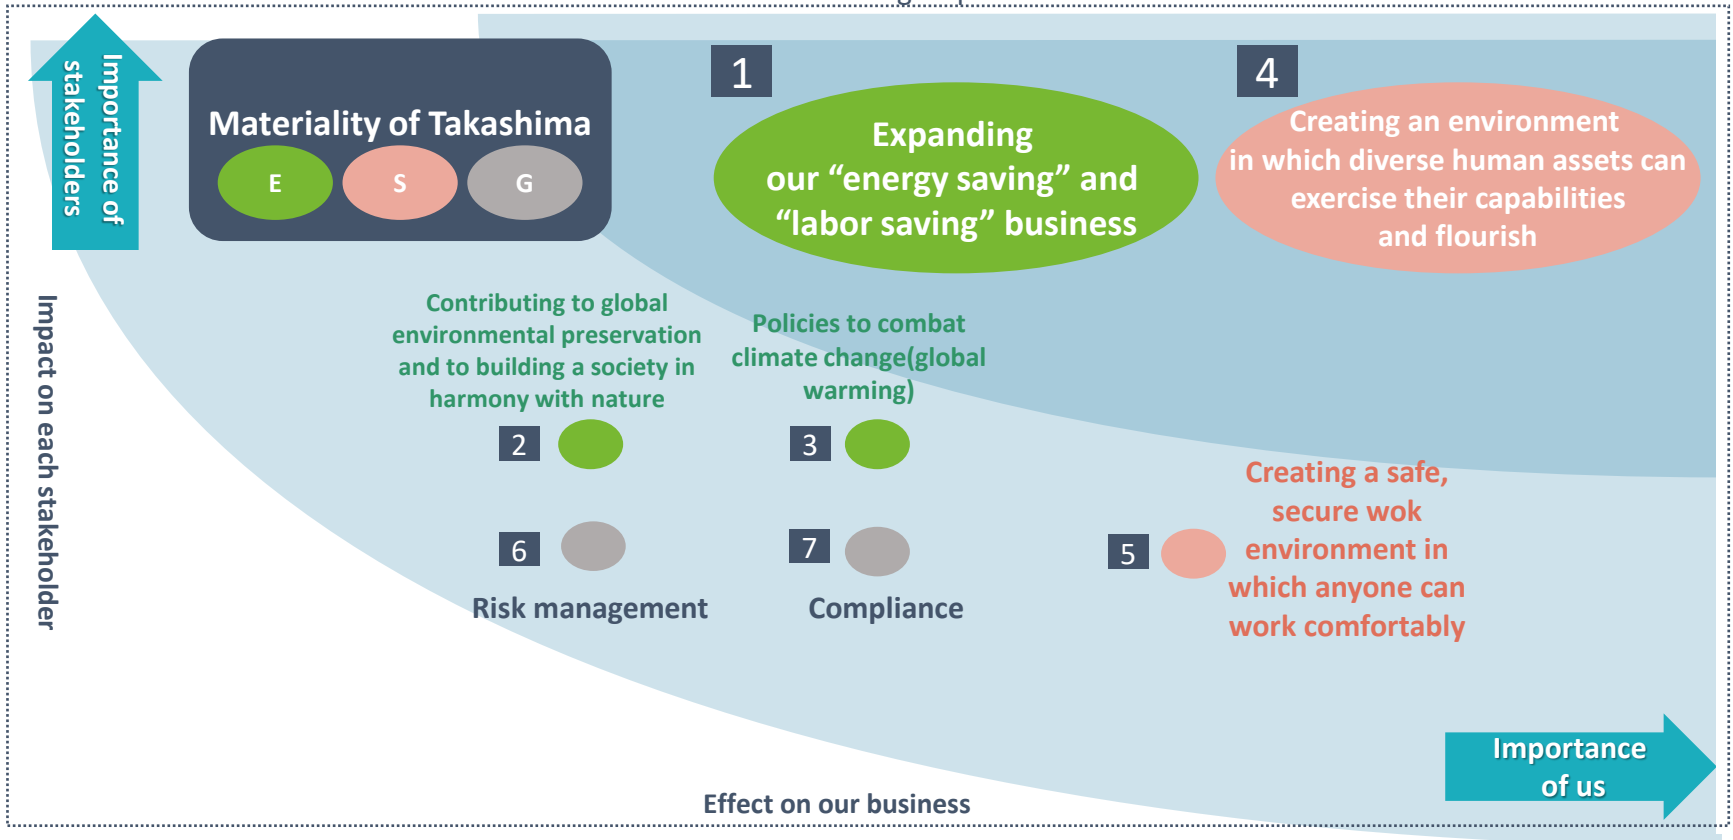 Importance of
stakeholders
Materiality of Takashima
E
S
G
1
Expanding
our “energy saving” and
“labor saving” business
4
Creating an environment
in which diverse human assets can
exercise their capabilities
and flourish
Impact on each stakeholder
Contributing to global
environmental preservation
and to building a society in
harmony with nature
2
Policies to combat
climate change(global
warming)
3
6
Risk management
7
Compliance
5
Creating a safe,
secure wok
environment in
which anyone can
work comfortably
Importance
of us
Effect on our business